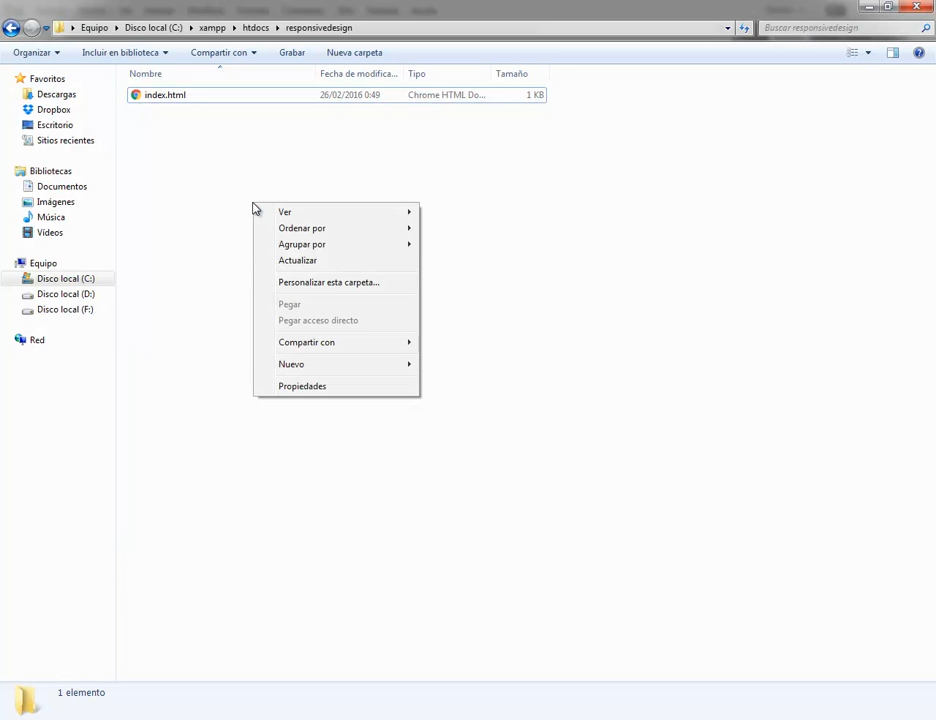 Equipo Disco local (C:) xampp htdocs responsivedesign Buscar responsivedesign
Organizar Incluir en biblioteca Compartir con Grabar Nueva carpeta
Nombre Fecha de modifica... Tipo Tamaño
index.html 26/02/2016 0:49 Chrome HTML Do... 1 KB
Favoritos
Descargas
Dropbox
Escritorio
Sitios recientes
Bibliotecas
Documentos
Imágenes
Música
Vídeos
Equipo
Disco local (C:)
Disco local (D:)
Disco local (F:)
Red
Ver
Ordenar por
Agrupar por
Actualizar
Personalizar esta carpeta...
Pegar
Pegar acceso directo
Compartir con
Nuevo
Propiedades
1 elemento